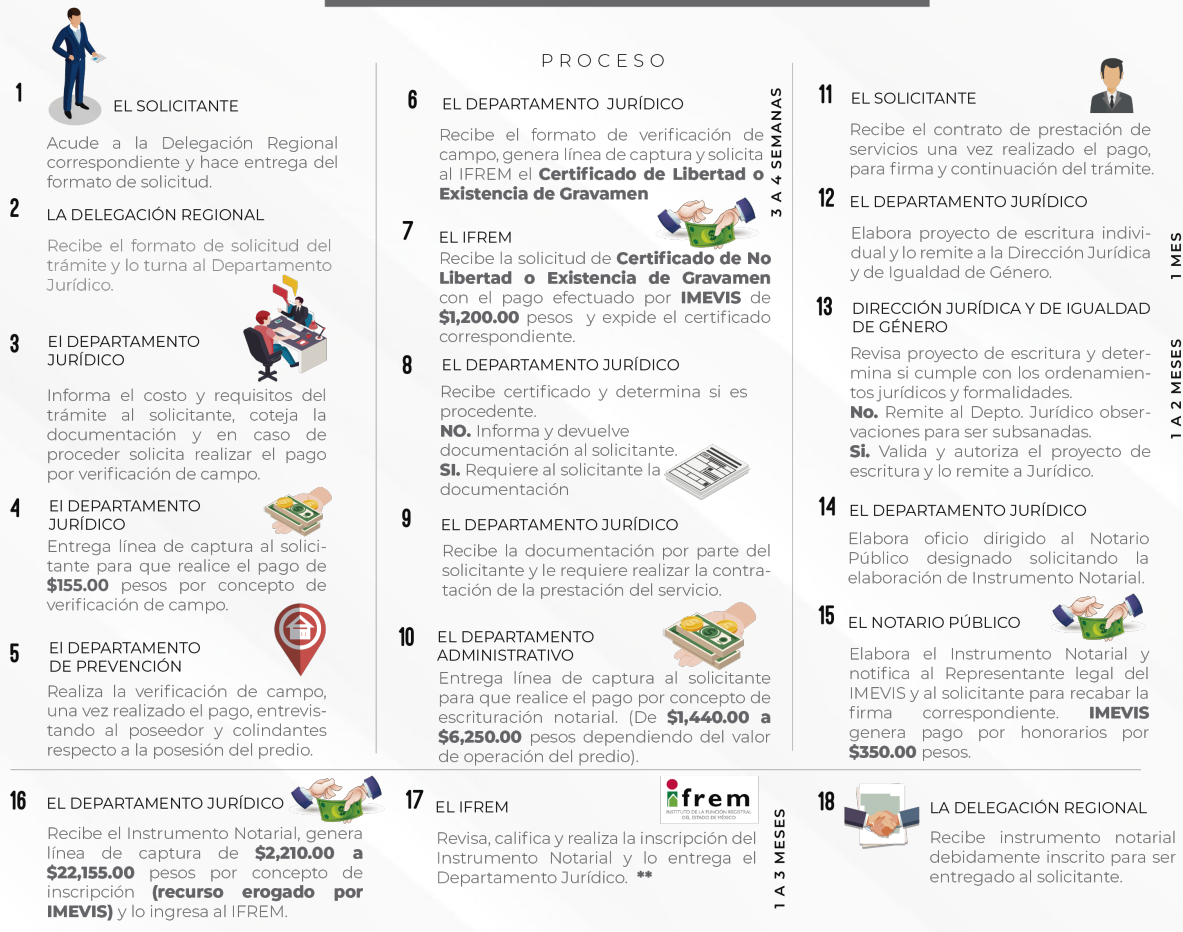 PROCESO
1
EL SOLICITANTE
Acude a la Delegación Regional
correspondiente y hace entrega del
formato de solicitud.
2
LA DELEGACIÓN REGIONAL
Recibe el formato de solicitud del
trámite y lo turna al Departamento
Jurídico.
3
El DEPARTAMENTO
JURÍDICO
Informa el costo y requisitos del
trámite al solicitante, coteja la
documentación y en caso de
proceder solicita realizar el pago
por verificación de campo.
4
El DEPARTAMENTO
JURÍDICO
Entrega línea de captura al solici-
tante para que realice el pago de
$155.00 pesos por concepto de
verificación de campo.
5
El DEPARTAMENTO
DE PREVENCIÓN
Realiza la verificación de campo,
una vez realizado el pago, entrevis-
tando al poseedor y colindantes
respecto a la posesión del predio.
6
EL DEPARTAMENTO JURÍDICO
Recibe el formato de verificación de
campo, genera línea de captura y solicita
al IFREM el Certificado de Libertad o
Existencia de Gravamen
3 A 4 SEMANAS
7
EL IFREM
Recibe la solicitud de Certificado de No
Libertad o Existencia de Gravamen
con el pago efectuado por IMEVIS de
$1,200.00 pesos y expide el certificado
correspondiente.
8
EL DEPARTAMENTO JURÍDICO
Recibe certificado y determina si es
procedente.
NO. Informa y devuelve
documentación al solicitante.
SI. Requiere al solicitante la
documentación
9
EL DEPARTAMENTO JURÍDICO
Recibe la documentación por parte del
solicitante y le requiere realizar la contra-
tación de la prestación del servicio.
10
EL DEPARTAMENTO
ADMINISTRATIVO
Entrega línea de captura al solicitante
para que realice el pago por concepto de
escrituración notarial. (De $1,440.00 a
$6,250.00 pesos dependiendo del valor
de operación del predio).
11
EL SOLICITANTE
Recibe el contrato de prestación de
servicios una vez realizado el pago,
para firma y continuación del trámite.
12
EL DEPARTAMENTO JURÍDICO
Elabora proyecto de escritura indivi-
dual y lo remite a la Dirección Jurídica
y de Igualdad de Género.
1 MES
13
DIRECCIÓN JURÍDICA Y DE IGUALDAD
DE GÉNERO
Revisa proyecto de escritura y deter-
mina si cumple con los ordenamien-
tos jurídicos y formalidades.
No. Remite al Depto. Jurídico obser-
vaciones para ser subsanadas.
Si. Valida y autoriza el proyecto de
escritura y lo remite a Jurídico.
1 A 2 MESES
14
EL DEPARTAMENTO JURÍDICO
Elabora oficio dirigido al Notario
Público designado solicitando la
elaboración de Instrumento Notarial.
15
EL NOTARIO PÚBLICO
Elabora el Instrumento Notarial y
notifica al Representante legal del
IMEVIS y al solicitante para recabar la
firma correspondiente. IMEVIS
genera pago por honorarios por
$350.00 pesos.
16
EL DEPARTAMENTO JURÍDICO
Recibe el Instrumento Notarial, genera
línea de captura de $2,210.00 a
$22,155.00 pesos por concepto de
inscripción (recurso erogado por
IMEVIS) y lo ingresa al IFREM.
17
EL IFREM
ifrem
INSTITUTO DE LA FUNCIÓN REGISTRAL
DEL ESTADO DE MÉXICO
Revisa, califica y realiza la inscripción del
Instrumento Notarial y lo entrega el
Departamento Jurídico. **
1 A 3 MESES
18
LA DELEGACIÓN REGIONAL
Recibe instrumento notarial
debidamente inscrito para ser
entregado al solicitante.